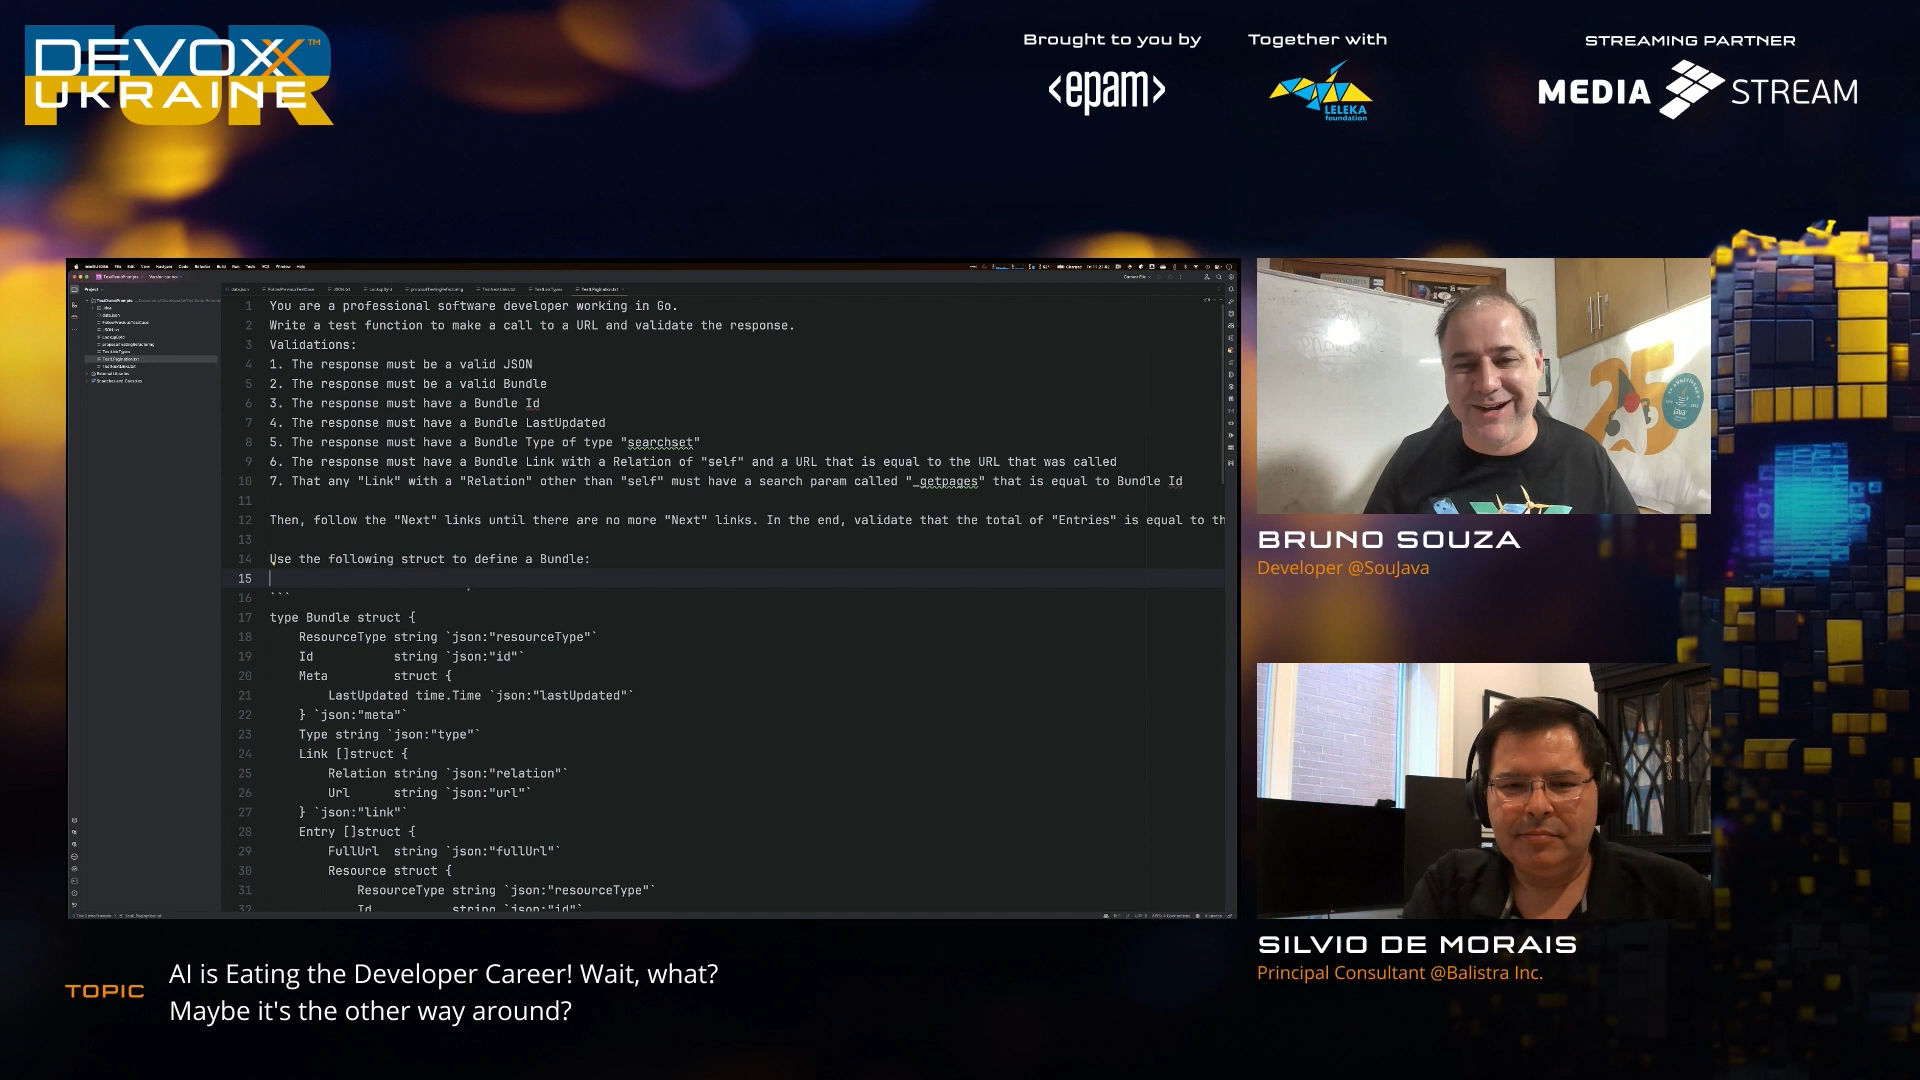 DEVOXX™
UKRAINE
FOR
Brought to you by
<epam>
Together with
LELEKA
foundation
STREAMING PARTNER
MEDIA STREAM
1 You are a professional software developer working in Go.
2 Write a test function to make a call to a URL and validate the response.
3 Validations:
4 1. The response must be a valid JSON
5 2. The response must be a valid Bundle
6 3. The response must have a Bundle Id
7 4. The response must have a Bundle LastUpdated
8 5. The response must have a Bundle Type of type "searchset"
9 6. The response must have a Bundle Link with a Relation of "self" and a URL that is equal to the URL that was called
10 7. That any "Link" with a "Relation" other than "self" must have a search param called "_getpages" that is equal to Bundle Id
11
12 Then, follow the "Next" links until there are no more "Next" links. In the end, validate that the total of "Entries" is equal to th
13
14 Use the following struct to define a Bundle:
15
16 ```
17 type Bundle struct {
18 ResourceType string `json:"resourceType"`
19 Id string `json:"id"`
20 Meta struct {
21 LastUpdated time.Time `json:"lastUpdated"`
22 } `json:"meta"`
23 Type string `json:"type"`
24 Link []struct {
25 Relation string `json:"relation"`
26 Url string `json:"url"`
27 } `json:"link"`
28 Entry []struct {
29 FullUrl string `json:"fullUrl"`
30 Resource struct {
31 ResourceType string `json:"resourceType"`
32 Id string `json:"id"`
25
BRUNO SOUZA
Developer @SouJava
SILVIO DE MORAIS
Principal Consultant @Balistra Inc.
TOPIC
AI is Eating the Developer Career! Wait, what?
Maybe it's the other way around?